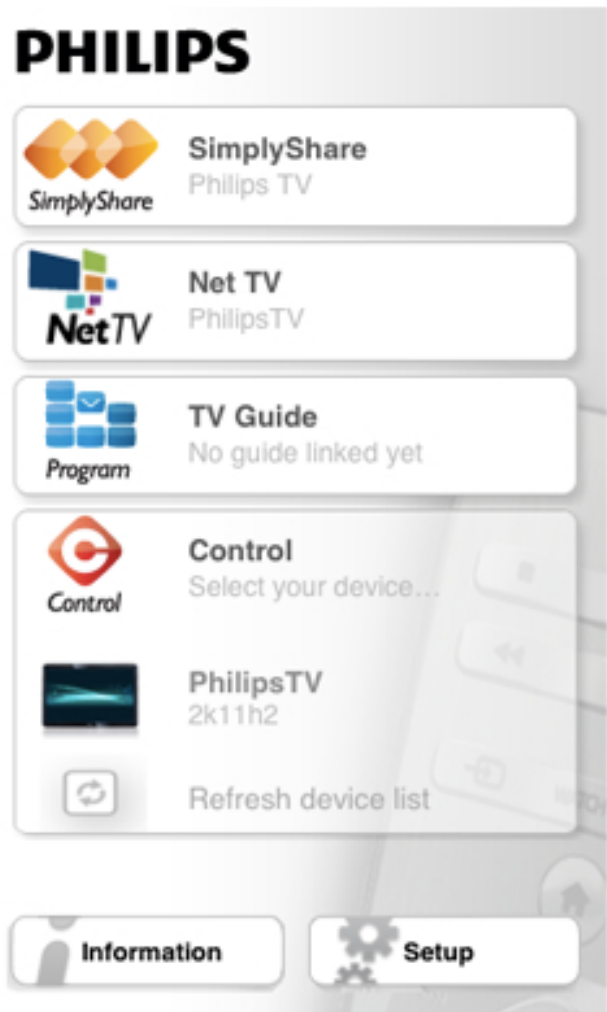 PHILIPS
SimplyShare
SimplyShare
Philips TV
NetTV
Net TV
PhilipsTV
Program
TV Guide
No guide linked yet
Control
Control
Select your device...
PhilipsTV
2k11h2
Refresh device list
Information
Setup